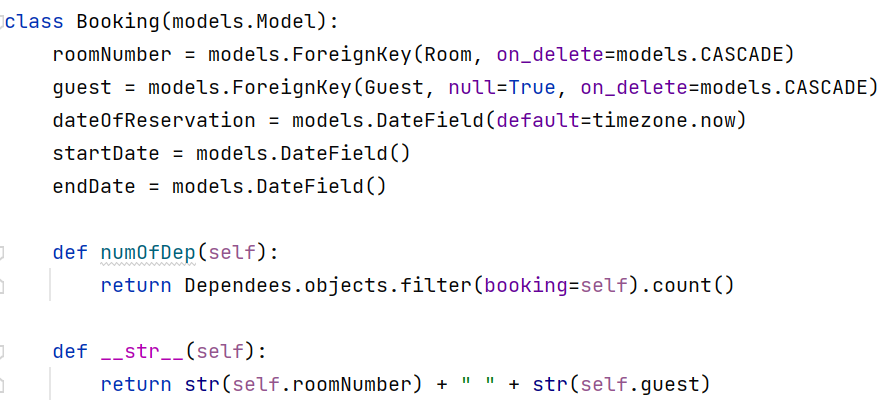 class Booking(models.Model):
    roomNumber = models.ForeignKey(Room, on_delete=models.CASCADE)
    guest = models.ForeignKey(Guest, null=True, on_delete=models.CASCADE)
    dateOfReservation = models.DateField(default=timezone.now)
    startDate = models.DateField()
    endDate = models.DateField()

    def numOfDep(self):
        return Dependees.objects.filter(booking=self).count()

    def __str__(self):
        return str(self.roomNumber) + " " + str(self.guest)